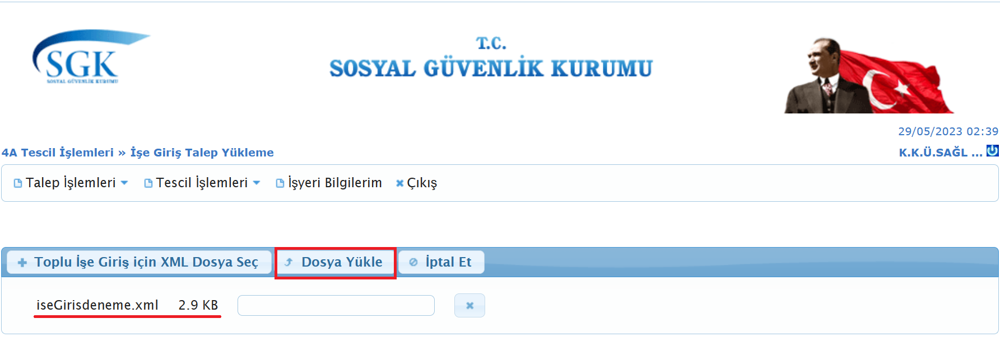 SGK
SOSYAL GÜVENLİK KURUMU
T.C.
SOSYAL GÜVENLİK KURUMU
29/05/2023 02:39
4A Tescil İşlemleri » İşe Giriş Talep Yükleme
K.K.Ü.SAĞL ...
Talep İşlemleri Tescil İşlemleri İşyeri Bilgilerim Çıkış
Toplu İşe Giriş için XML Dosya Seç Dosya Yükle İptal Et
iseGirisdeneme.xml 2.9 KB